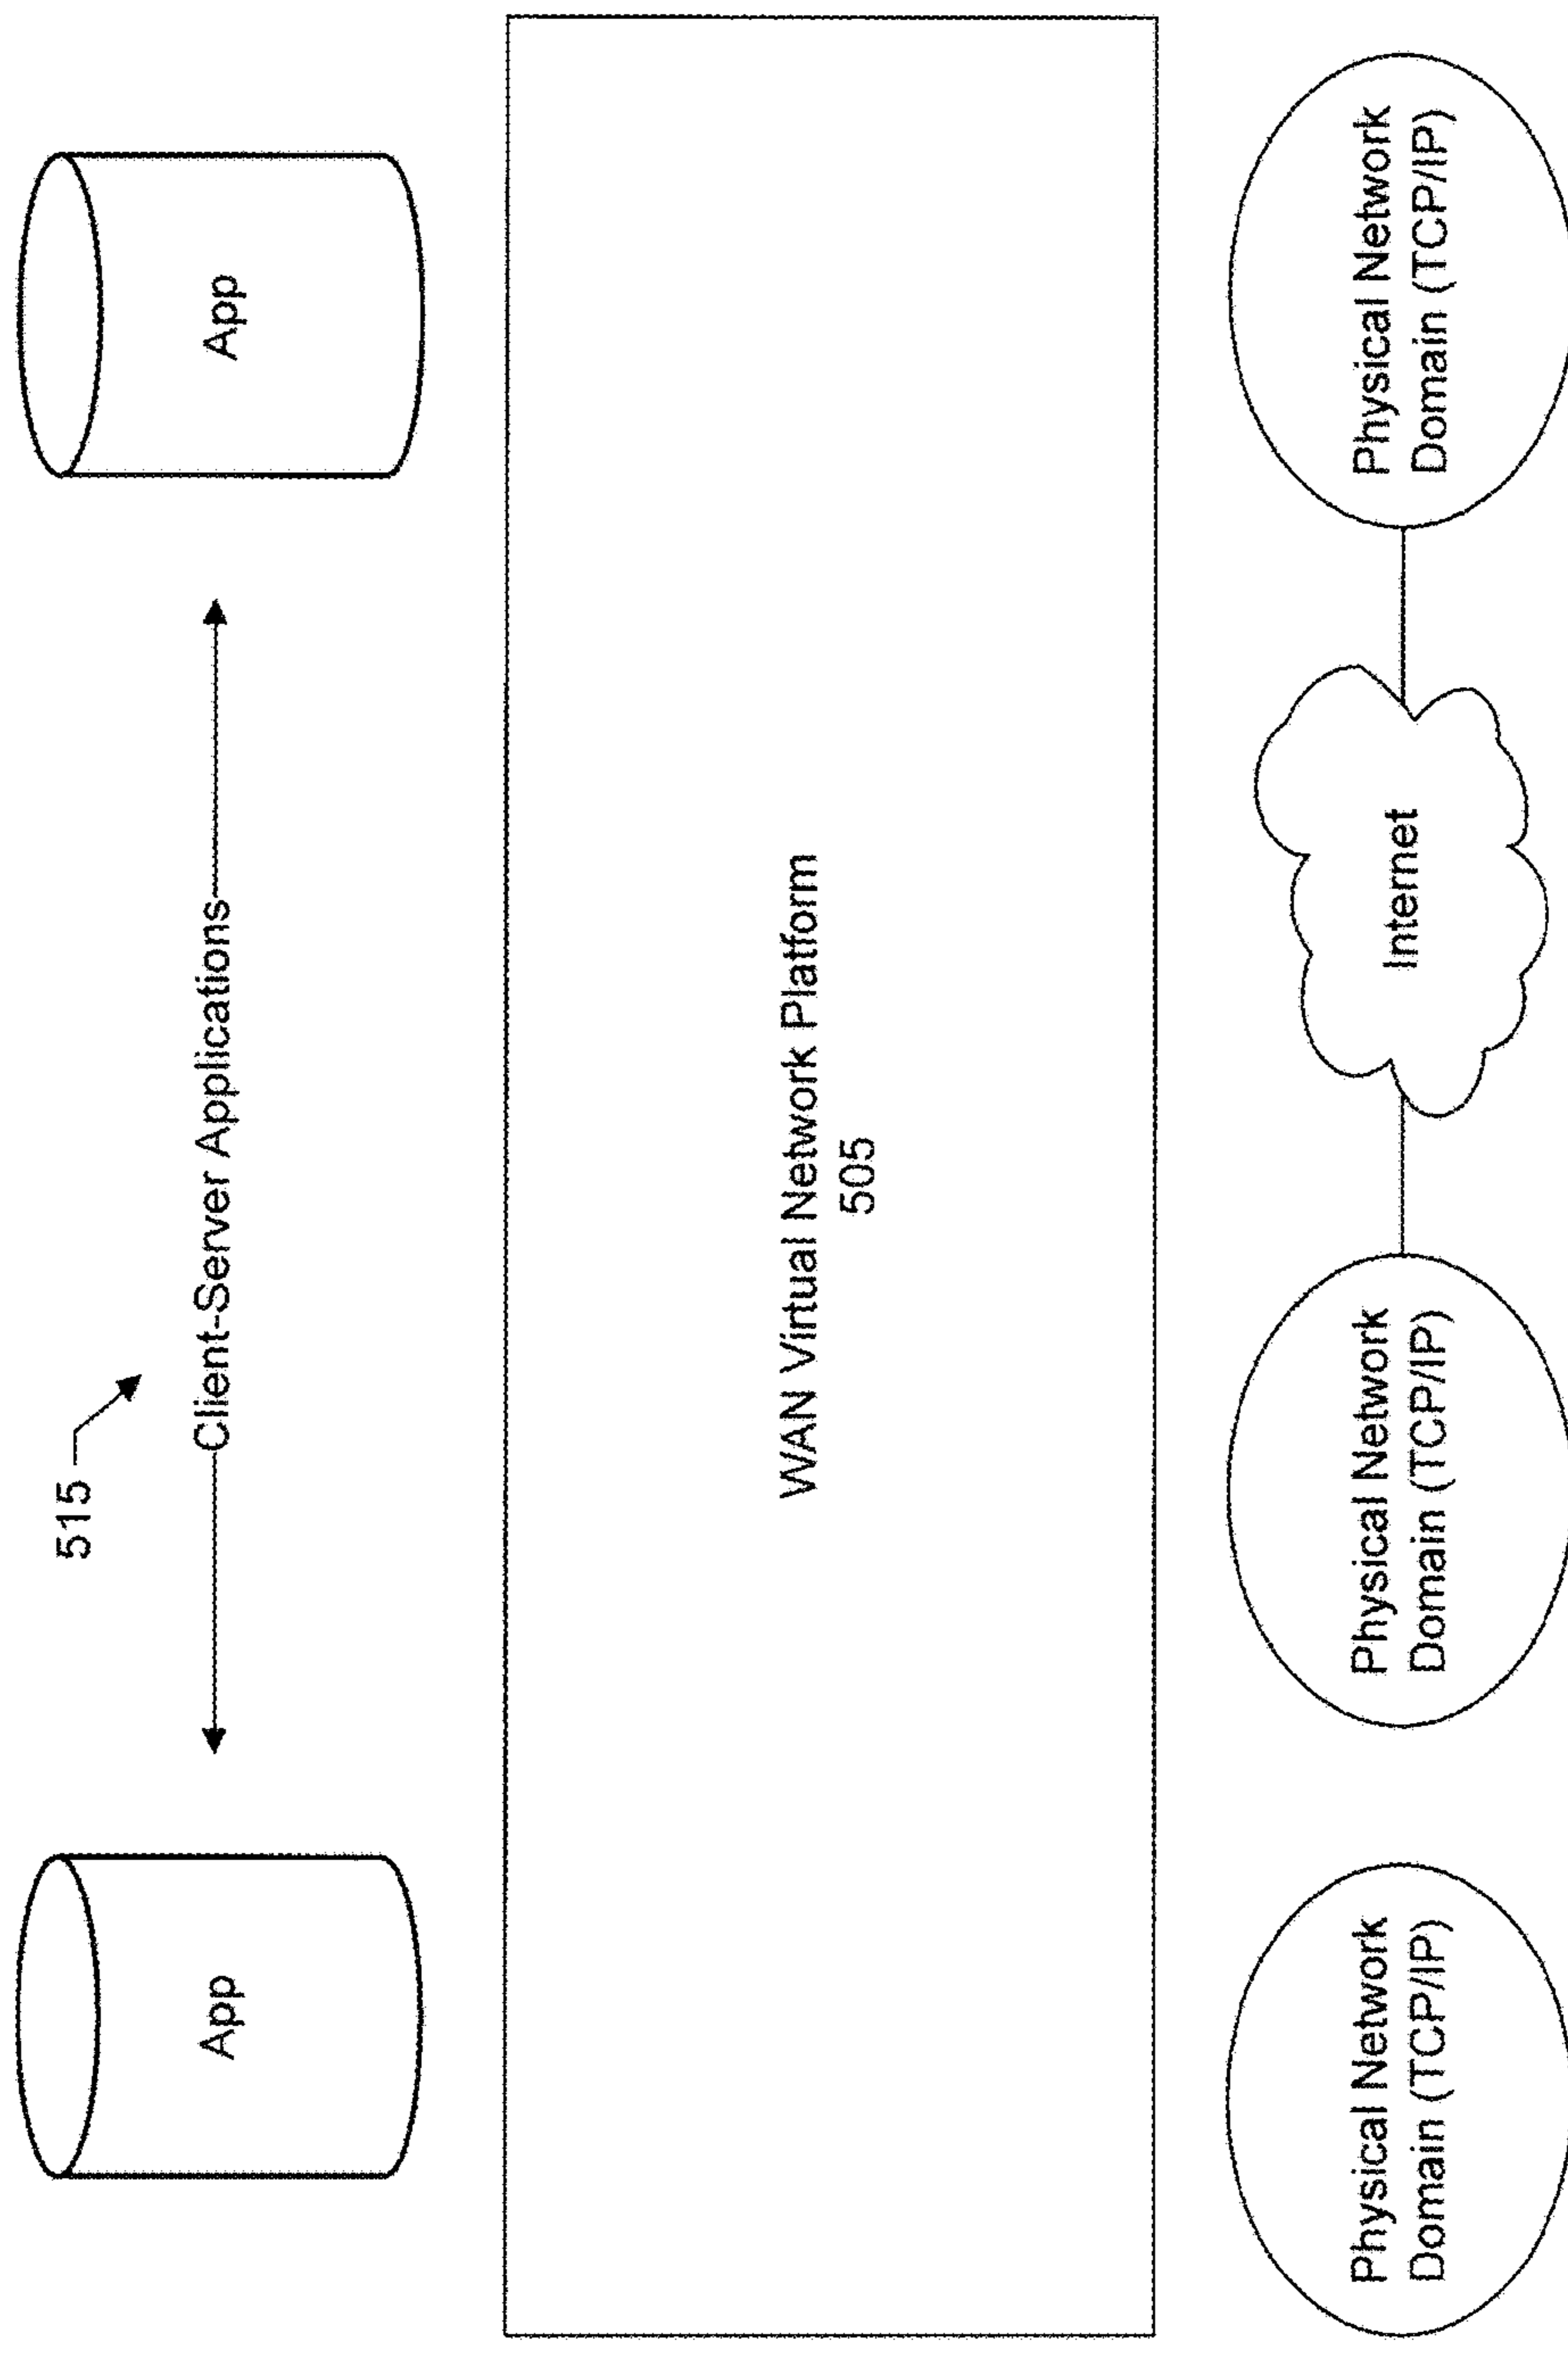 515
App
Client-Server Applications
App
WAN Virtual Network Platform
505
Physical Network
Domain (TCP/IP)
Physical Network
Domain (TCP/IP)
Internet
Physical Network
Domain (TCP/IP)